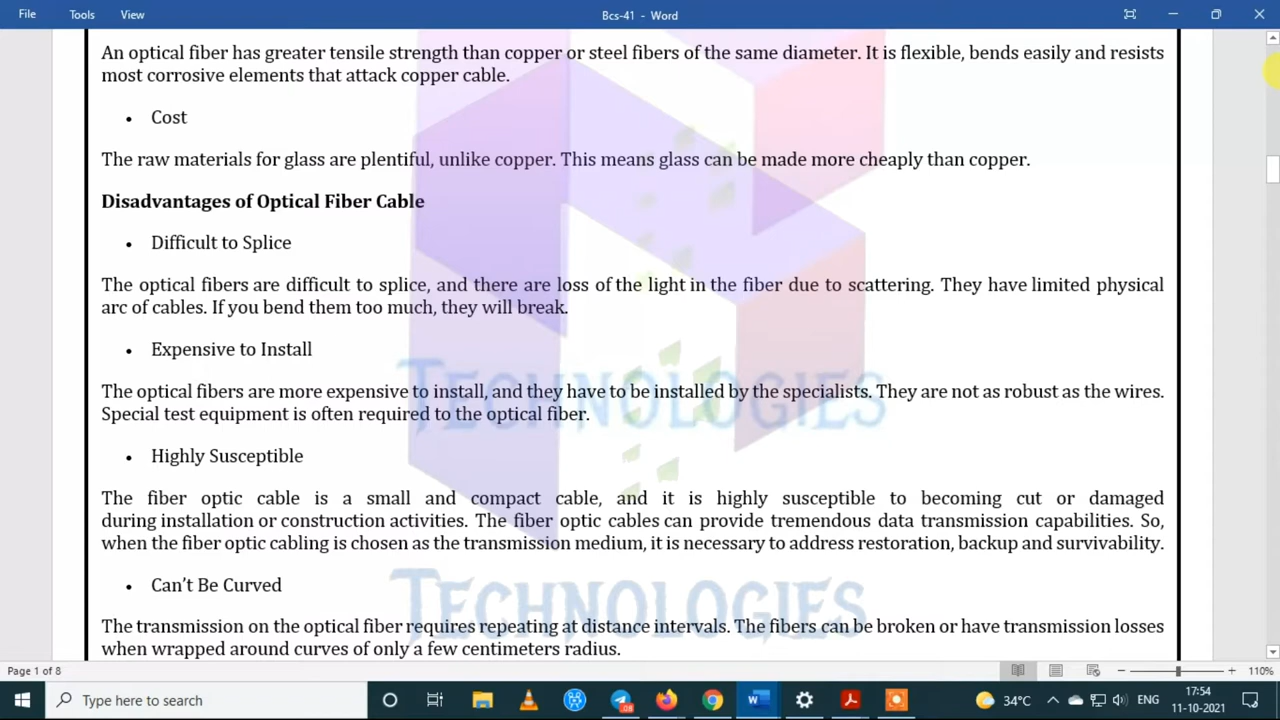 File Tools View Bcs-41 - Word
An optical fiber has greater tensile strength than copper or steel fibers of the same diameter. It is flexible, bends easily and resists
most corrosive elements that attack copper cable.
• Cost
The raw materials for glass are plentiful, unlike copper. This means glass can be made more cheaply than copper.
Disadvantages of Optical Fiber Cable
• Difficult to Splice
The optical fibers are difficult to splice, and there are loss of the light in the fiber due to scattering. They have limited physical
arc of cables. If you bend them too much, they will break.
• Expensive to Install
The optical fibers are more expensive to install, and they have to be installed by the specialists. They are not as robust as the wires.
Special test equipment is often required to the optical fiber.
TECHNOLOGIES
• Highly Susceptible
The fiber optic cable is a small and compact cable, and it is highly susceptible to becoming cut or damaged
during installation or construction activities. The fiber optic cables can provide tremendous data transmission capabilities. So,
when the fiber optic cabling is chosen as the transmission medium, it is necessary to address restoration, backup and survivability.
• Can't Be Curved
TECHNOLOGIES
The transmission on the optical fiber requires repeating at distance intervals. The fibers can be broken or have transmission losses
when wrapped around curves of only a few centimeters radius.
Page 1 of 8 110%
Type here to search 08 34°C ENG 17:54
11-10-2021